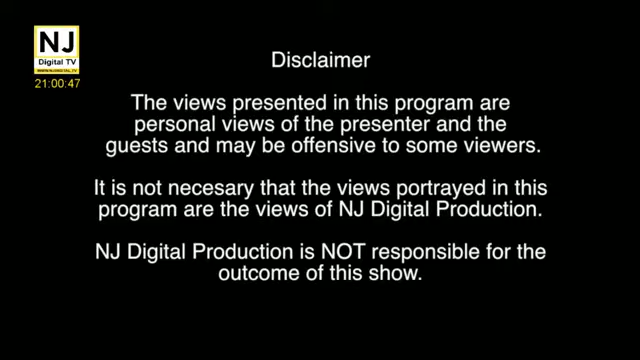 NJ
Digital TV
WWW.NJDIGITAL.TV
21:00:47
Disclaimer
The views presented in this program are
personal views of the presenter and the
guests and may be offensive to some viewers.
It is not necesary that the views portrayed in this
program are the views of NJ Digital Production.
NJ Digital Production is NOT responsible for the
outcome of this show.